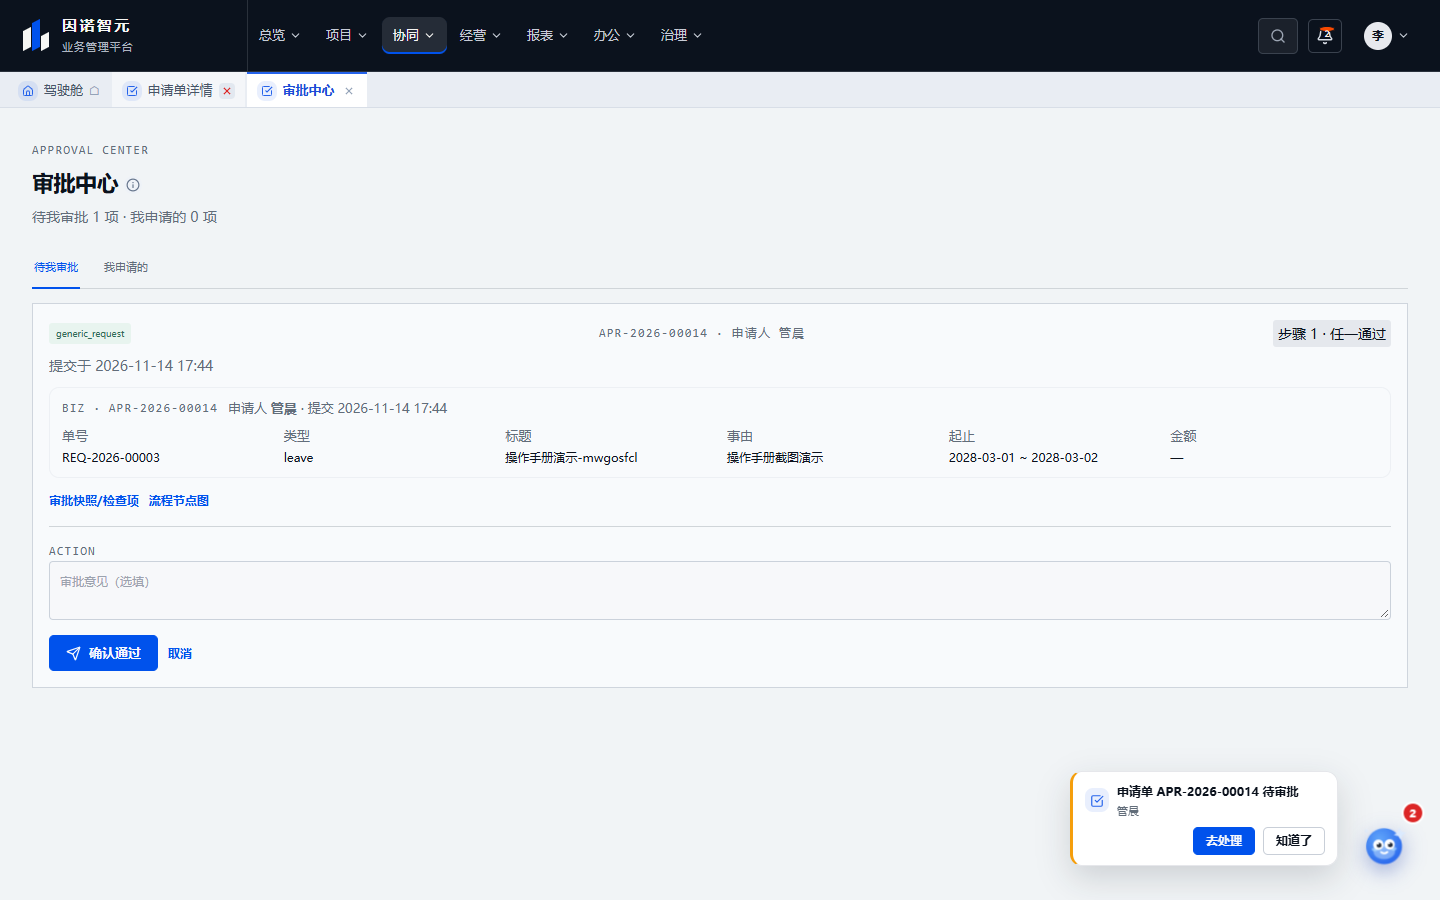 因诺智元
业务管理平台
总览 项目 协同 经营 报表 办公 治理 李
驾驶舱 申请单详情 审批中心
APPROVAL CENTER
审批中心
待我审批 1 项 · 我申请的 0 项
待我审批 我申请的
generic_request APR-2026-00014 · 申请人 管晨 步骤 1 · 任一通过
提交于 2026-11-14 17:44
BIZ · APR-2026-00014 申请人 管晨 · 提交 2026-11-14 17:44
单号 类型 标题 事由 起止 金额
REQ-2026-00003 leave 操作手册演示-mwgosfcl 操作手册截图演示 2028-03-01 ~ 2028-03-02 —
审批快照/检查项 流程节点图
ACTION
审批意见（选填）
确认通过 取消
申请单 APR-2026-00014 待审批
管晨
去处理 知道了
2